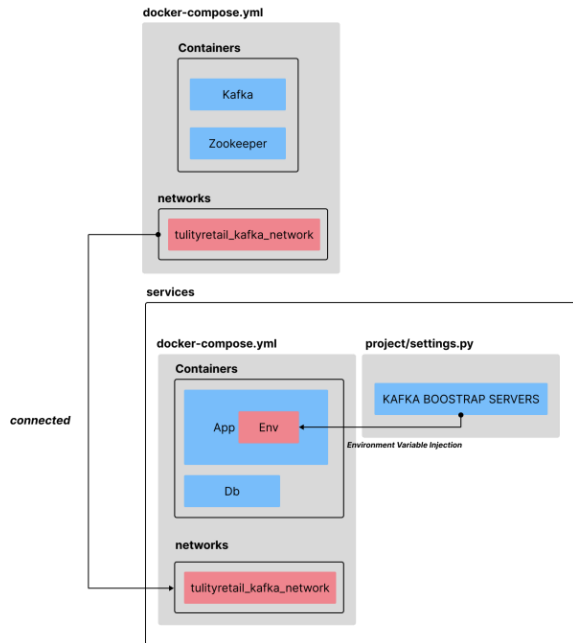 docker-compose.yml
Containers
Kafka
Zookeeper
networks
tulityretail_kafka_network
services
docker-compose.yml
project/settings.py
Containers
KAFKA BOOSTRAP SERVERS
connected
App
Env
Environment Variable Injection
Db
networks
tulityretail_kafka_network